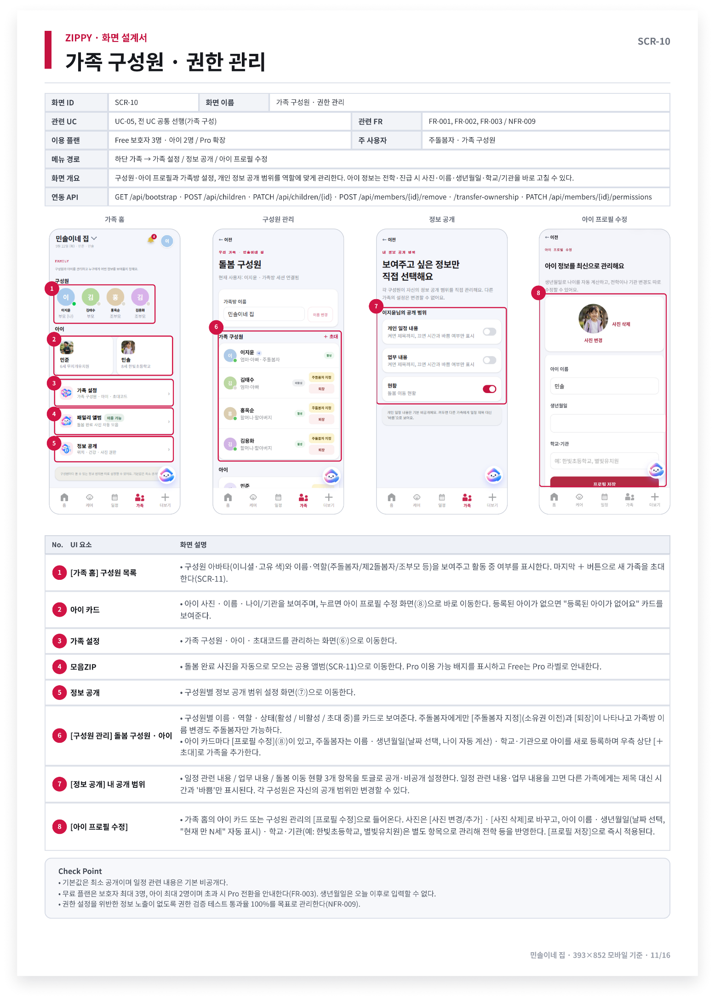 ZIPPY · 화면 설계서
가족 구성원 · 권한 관리
SCR-10
화면 ID SCR-10 화면 이름 가족 구성원 · 권한 관리
관련 UC UC-05, 전 UC 공통 선행(가족 구성) 관련 FR FR-001, FR-002, FR-003 / NFR-009
이용 플랜 Free 보호자 3명 · 아이 2명 / Pro 확장 주 사용자 주돌봄자 · 가족 구성원
메뉴 경로 하단 가족 → 가족 설정 / 정보 공개 / 아이 프로필 수정
화면 개요 구성원·아이 프로필과 가족방 설정, 개인 정보 공개 범위를 역할에 맞게 관리한다. 아이 정보는 전학·진급 시 사진·이름·생년월일·학교/기관을 바로 고칠 수 있다.
연동 API GET /api/bootstrap · POST /api/children · PATCH /api/children/{id} · POST /api/members/{id}/remove · /transfer-ownership · PATCH /api/members/{id}/permissions
가족 홈
민솔이네 집
4
이
9월 22일 (화) · 민준 · 민솔
FAMILY
구성원과 아이를 관리하고 누구에게 어떤 정보를 보여줄지 정해요.
구성원
1
이 김 홍 김
이지윤 김태수 홍옥순 김용화
부모 (나) 부모 조부모 조부모
아이
2
민준 민솔
6세 무지개유치원 8세 한빛초등학교
3
가족 설정
가족 구성원 · 아이 · 초대코드
4
패밀리 앨범 이용 가능
돌봄 완료 사진 자동 모음
5
정보 공개
위치 · 건강 · 사진 권한
구성원마다 볼 수 있는 정보 범위를 따로 설정할 수 있어요. 기본값은 최소 공개
홈 케어 일정 가족 더보기
구성원 관리
← 이전
우리 가족 · 민솔이네 집
돌봄 구성원
현재 사용자: 이지윤 · 가족방 세션 연결됨
가족방 이름
민솔이네 집 이름 변경
6
가족 구성원 + 초대
이 이지윤 나 활성
엄마·아빠 · 주돌봄자
김 김태수 비활성 주돌봄자 지정
엄마·아빠 퇴장
홍 홍옥순 활성 주돌봄자 지정
할머니·할아버지 퇴장
김 김용화 활성 주돌봄자 지정
할머니·할아버지 퇴장
아이
민준
홈 케어 일정 가족 더보기
정보 공개
← 이전
내 정보 공개 범위
보여주고 싶은 정보만
직접 선택해요
각 구성원이 자신의 정보 공개 범위를 직접 관리해요. 다른
가족의 설정은 변경할 수 없어요.
7
이지윤님의 공개 범위
개인 일정 내용
켜면 제목까지, 끄면 시간과 바쁨 여부만 표시
업무 내용
켜면 제목까지, 끄면 시간과 바쁨 여부만 표시
현황
돌봄 이동 현황
개인 일정 내용은 기본 비공개예요. 꺼두면 다른 가족에게 일정 제목 대신
'바쁨'으로 보여요.
홈 케어 일정 가족 더보기
아이 프로필 수정
← 이전
아이 프로필 수정
아이 정보를 최신으로 관리해요
생년월일로 나이를 자동 계산하고, 전학이나 기관 변경도 따로
수정할 수 있어요.
8
사진 삭제
사진 변경
아이 이름
민솔
생년월일
학교·기관
예: 한빛초등학교, 별빛유치원
프로필 저장
홈 케어 일정 가족 더보기
No. UI 요소 화면 설명
1 [가족 홈] 구성원 목록
• 구성원 아바타(이니셜·고유 색)와 이름·역할(주돌봄자/제2돌봄자/조부모 등)을 보여주고 활동 중 여부를 표시한다. 마지막 + 버튼으로 새 가족을 초대
한다(SCR-11).
2 아이 카드
• 아이 사진 · 이름 · 나이/기관을 보여주며, 누르면 아이 프로필 수정 화면(⑧)으로 바로 이동한다. 등록된 아이가 없으면 "등록된 아이가 없어요" 카드를
보여준다.
3 가족 설정 • 가족 구성원 · 아이 · 초대코드를 관리하는 화면(⑥)으로 이동한다.
4 모음ZIP • 돌봄 완료 사진을 자동으로 모으는 공용 앨범(SCR-11)으로 이동한다. Pro 이용 가능 배지를 표시하고 Free는 Pro 라벨로 안내한다.
5 정보 공개 • 구성원별 정보 공개 범위 설정 화면(⑦)으로 이동한다.
6 [구성원 관리] 돌봄 구성원 · 아이
• 구성원별 이름 · 역할 · 상태(활성 / 비활성 / 초대 중)를 카드로 보여준다. 주돌봄자에게만 [주돌봄자 지정](소유권 이전)과 [퇴장]이 나타나고 가족방 이
름 변경도 주돌봄자만 가능하다.
• 아이 카드마다 [프로필 수정](⑧)이 있고, 주돌봄자는 이름 · 생년월일(날짜 선택, 나이 자동 계산) · 학교·기관으로 아이를 새로 등록하며 우측 상단 [+
초대]로 가족을 추가한다.
7 [정보 공개] 내 공개 범위
• 일정 관련 내용 / 업무 내용 / 돌봄 이동 현황 3개 항목을 토글로 공개·비공개 설정한다. 일정 관련 내용·업무 내용을 끄면 다른 가족에게는 제목 대신 시
간과 '바쁨'만 표시된다. 각 구성원은 자신의 공개 범위만 변경할 수 있다.
8 [아이 프로필 수정]
• 가족 홈의 아이 카드 또는 구성원 관리의 [프로필 수정]으로 들어온다. 사진은 [사진 변경/추가] · [사진 삭제]로 바꾸고, 아이 이름 · 생년월일(날짜 선택,
"현재 만 N세" 자동 표시) · 학교·기관(예: 한빛초등학교, 별빛유치원)은 별도 항목으로 관리해 전학 등을 반영한다. [프로필 저장]으로 즉시 적용된다.
Check Point
• 기본값은 최소 공개이며 일정 관련 내용은 기본 비공개다.
• 무료 플랜은 보호자 최대 3명, 아이 최대 2명이며 초과 시 Pro 전환을 안내한다(FR-003). 생년월일은 오늘 이후로 입력할 수 없다.
• 권한 설정을 위반한 정보 노출이 없도록 권한 검증 테스트 통과율 100%를 목표로 관리한다(NFR-009).
민솔이네 집 · 393×852 모바일 기준 · 11/16